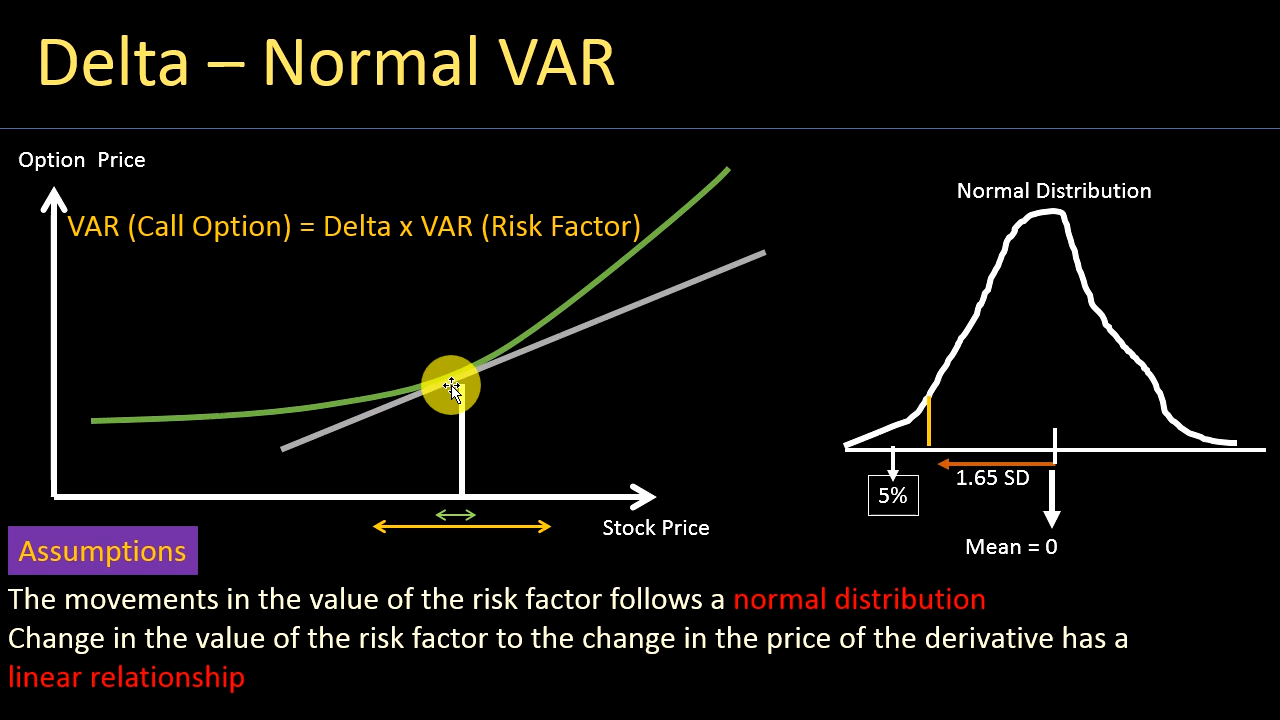 Delta – Normal VAR
Option Price
VAR (Call Option) = Delta x VAR (Risk Factor)
Stock Price
Normal Distribution
1.65 SD
5%
Mean = 0
Assumptions
The movements in the value of the risk factor follows a normal distribution
Change in the value of the risk factor to the change in the price of the derivative has a
linear relationship